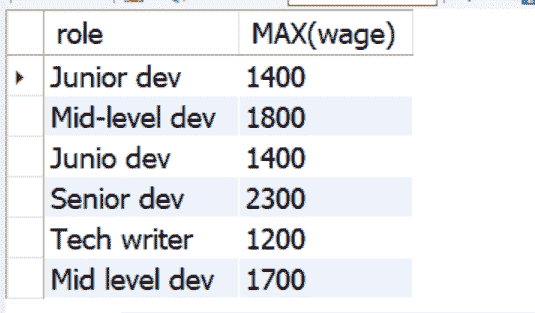 role MAX(wage)
Junior dev 1400
Mid-level dev 1800
Junio dev 1400
Senior dev 2300
Tech writer 1200
Mid level dev 1700